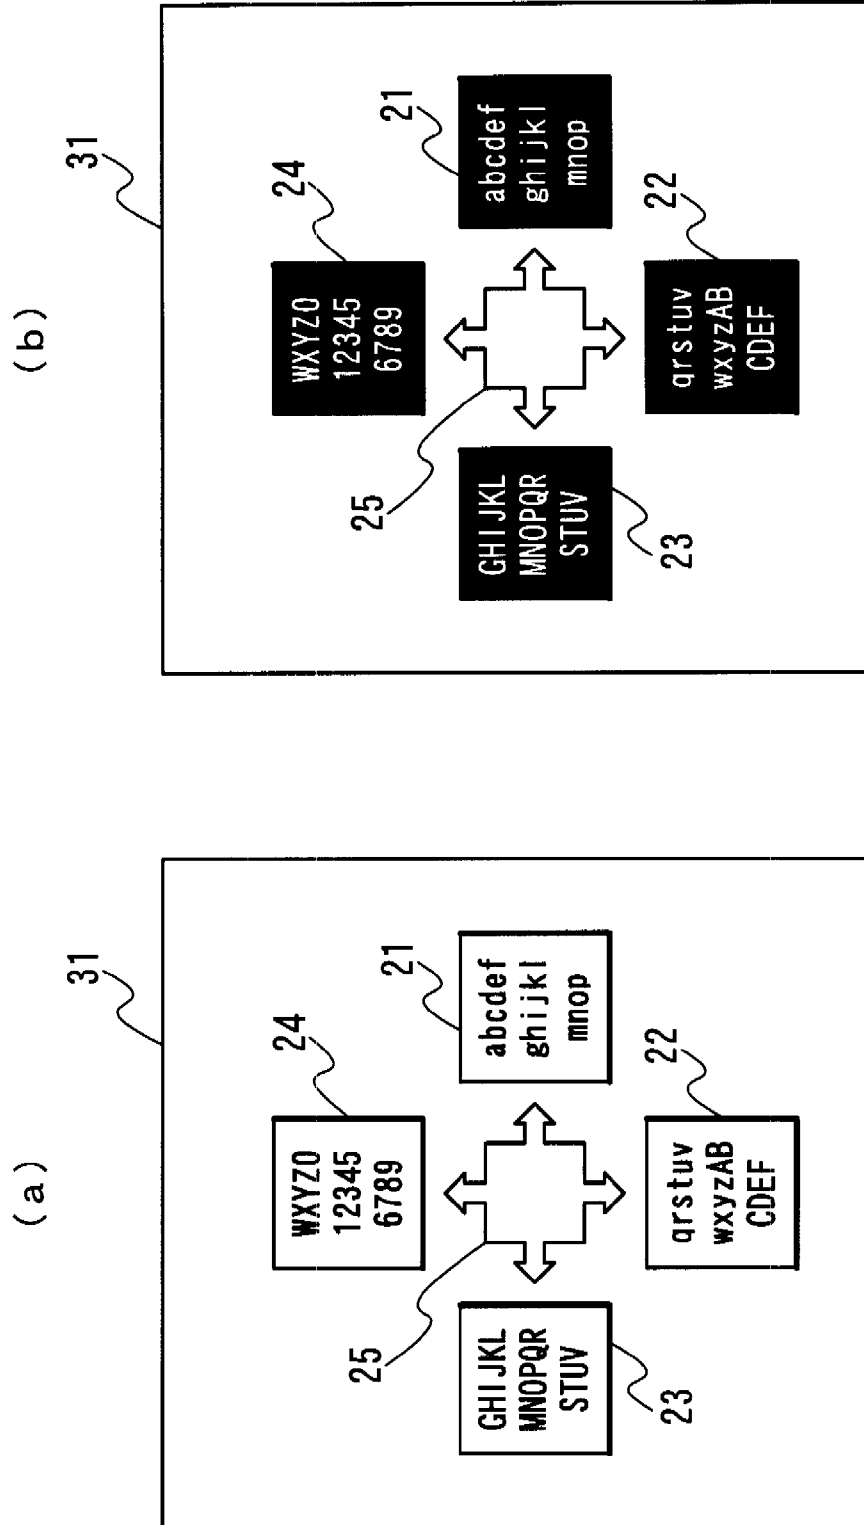 (a)
31
24
WXYZ0
12345
6789
21
abcdef
ghijkl
mnop
25
GHIJKL
MNOPQR
STUV
23
22
qrstuv
wxyzAB
CDEF
(b)
31
24
WXYZ0
12345
6789
21
abcdef
ghijkl
mnop
25
GHIJKL
MNOPQR
STUV
23
22
qrstuv
wxyzAB
CDEF